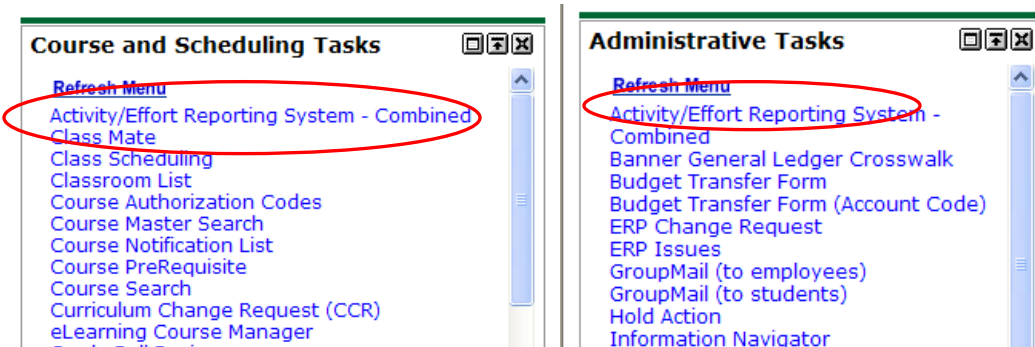 Course and Scheduling Tasks
Refresh Menu
Activity/Effort Reporting System - Combined
Class Mate
Class Scheduling
Classroom List
Course Authorization Codes
Course Master Search
Course Notification List
Course PreRequisite
Course Search
Curriculum Change Request (CCR)
eLearning Course Manager
Administrative Tasks
Refresh Menu
Activity/Effort Reporting System -
Combined
Banner General Ledger Crosswalk
Budget Transfer Form
Budget Transfer Form (Account Code)
ERP Change Request
ERP Issues
GroupMail (to employees)
GroupMail (to students)
Hold Action
Information Navigator